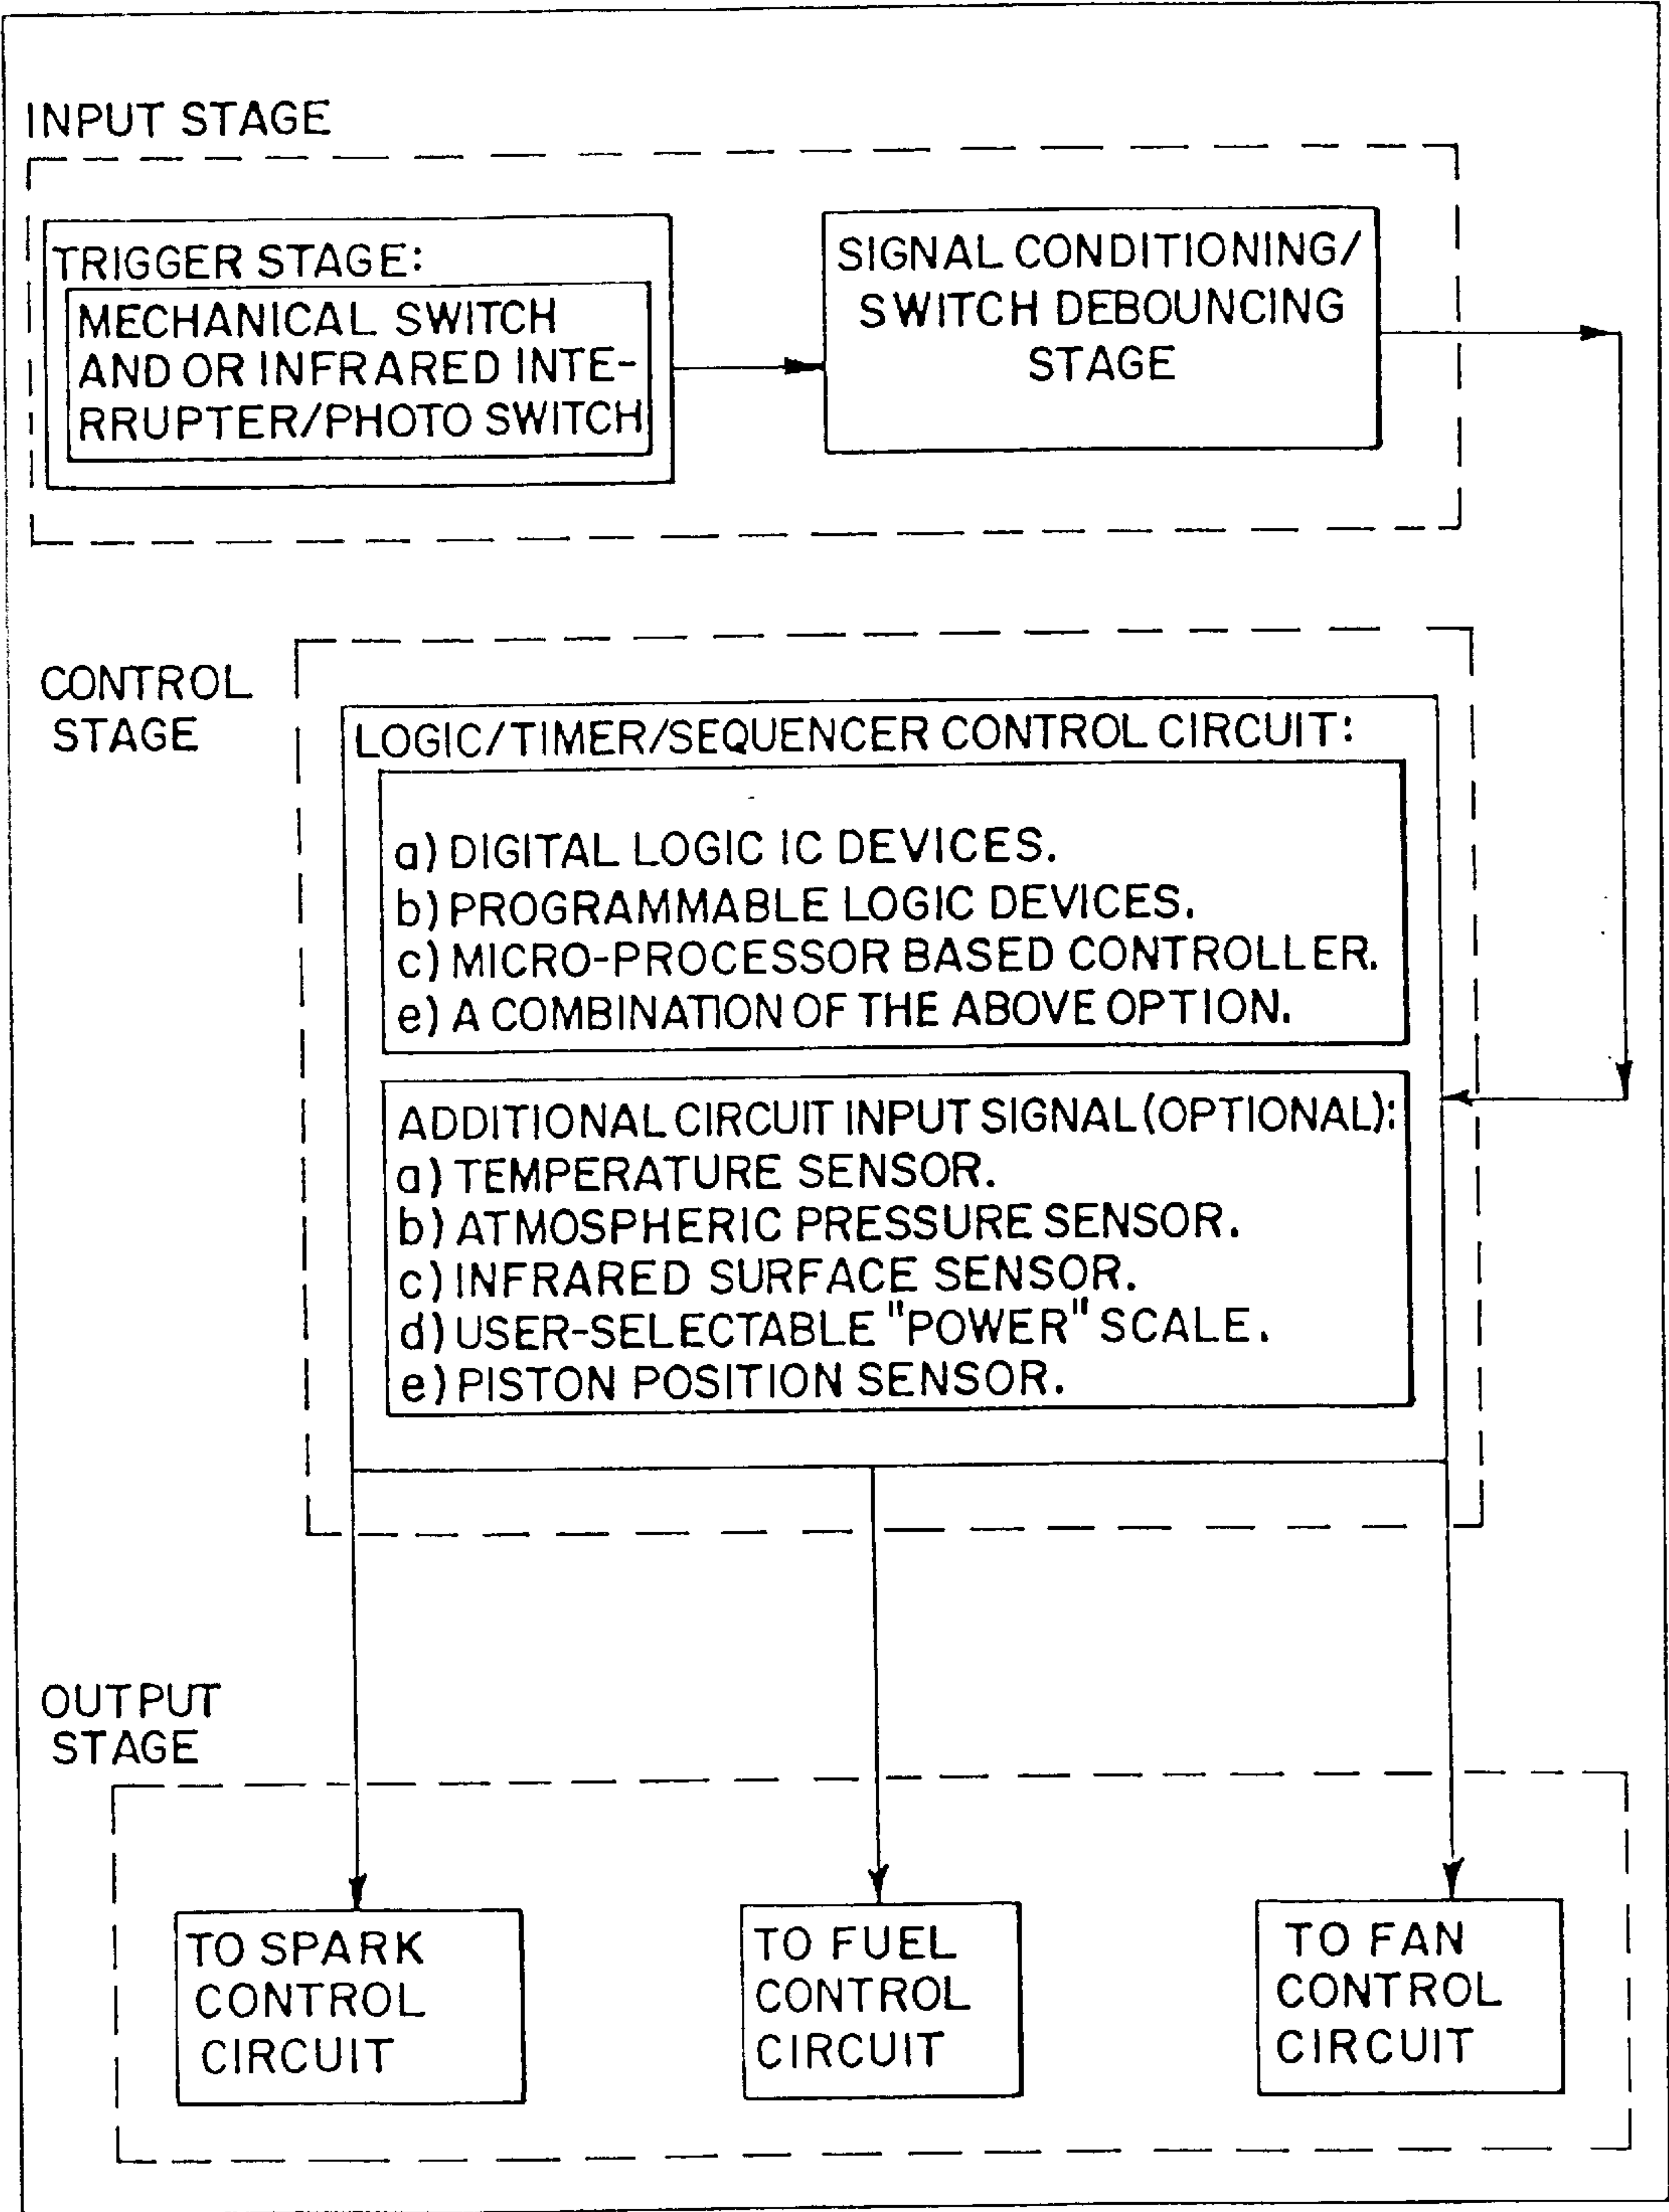 INPUT STAGE
TRIGGER STAGE:
MECHANICAL SWITCH
AND OR INFRARED INTE-
RRUPTER/PHOTO SWITCH
SIGNAL CONDITIONING/
SWITCH DEBOUNCING
STAGE
CONTROL
STAGE
LOGIC/TIMER/SEQUENCER CONTROL CIRCUIT:
a) DIGITAL LOGIC IC DEVICES.
b) PROGRAMMABLE LOGIC DEVICES.
c) MICRO-PROCESSOR BASED CONTROLLER.
e) A COMBINATION OF THE ABOVE OPTION.
ADDITIONAL CIRCUIT INPUT SIGNAL (OPTIONAL):
a) TEMPERATURE SENSOR.
b) ATMOSPHERIC PRESSURE SENSOR.
c) INFRARED SURFACE SENSOR.
d) USER-SELECTABLE "POWER" SCALE.
e) PISTON POSITION SENSOR.
OUTPUT
STAGE
TO SPARK
CONTROL
CIRCUIT
TO FUEL
CONTROL
CIRCUIT
TO FAN
CONTROL
CIRCUIT